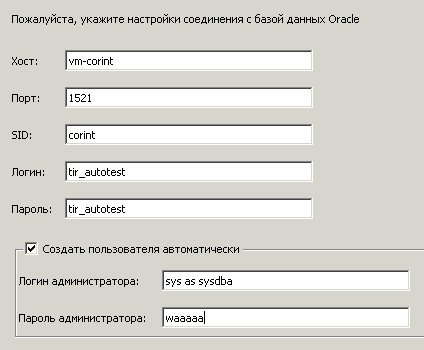 Пожалуйста, укажите настройки соединения с базой данных Oracle
Хост: vm-corint
Порт: 1521
SID: corint
Логин: tir_autotest
Пароль: tir_autotest
Создать пользователя автоматически
Логин администратора: sys as sysdba
Пароль администратора: waaaaa